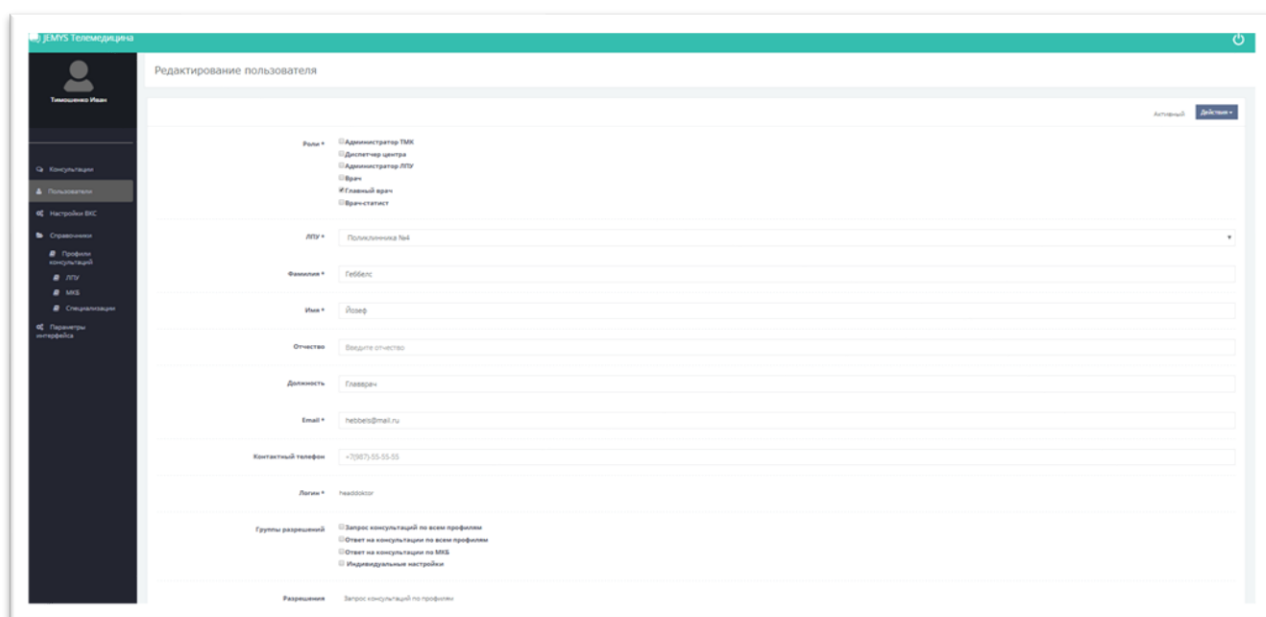 JEMYS Телемедицина
Тимошенко Иван
Консультации
Пользователи
Настройки ВКС
Справочники
Профили
консультаций
ЛПУ
МКБ
Специализации
Параметры
интерфейса
Редактирование пользователя
Активный
Действия
Роли *
Администратор ТМК
Диспетчер центра
Администратор ЛПУ
Врач
Главный врач
Врач-статист
ЛПУ * Поликлинника №4
Фамилия * Геббелс
Имя * Йозеф
Отчество Введите отчество
Должность Главврач
Email * hebbels@mail.ru
Контактный телефон +7(987)-55-55-55
Логин * headdoktor
Группы разрешений
Запрос консультаций по всем профилям
Ответ на консультации по всем профилям
Ответ на консультации по МКБ
Индивидуальные настройки
Разрешения Запрос консультаций по профилям